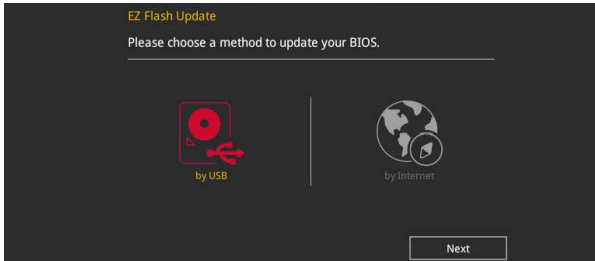 EZ Flash Update
Please choose a method to update your BIOS.
by USB
by Internet
Next